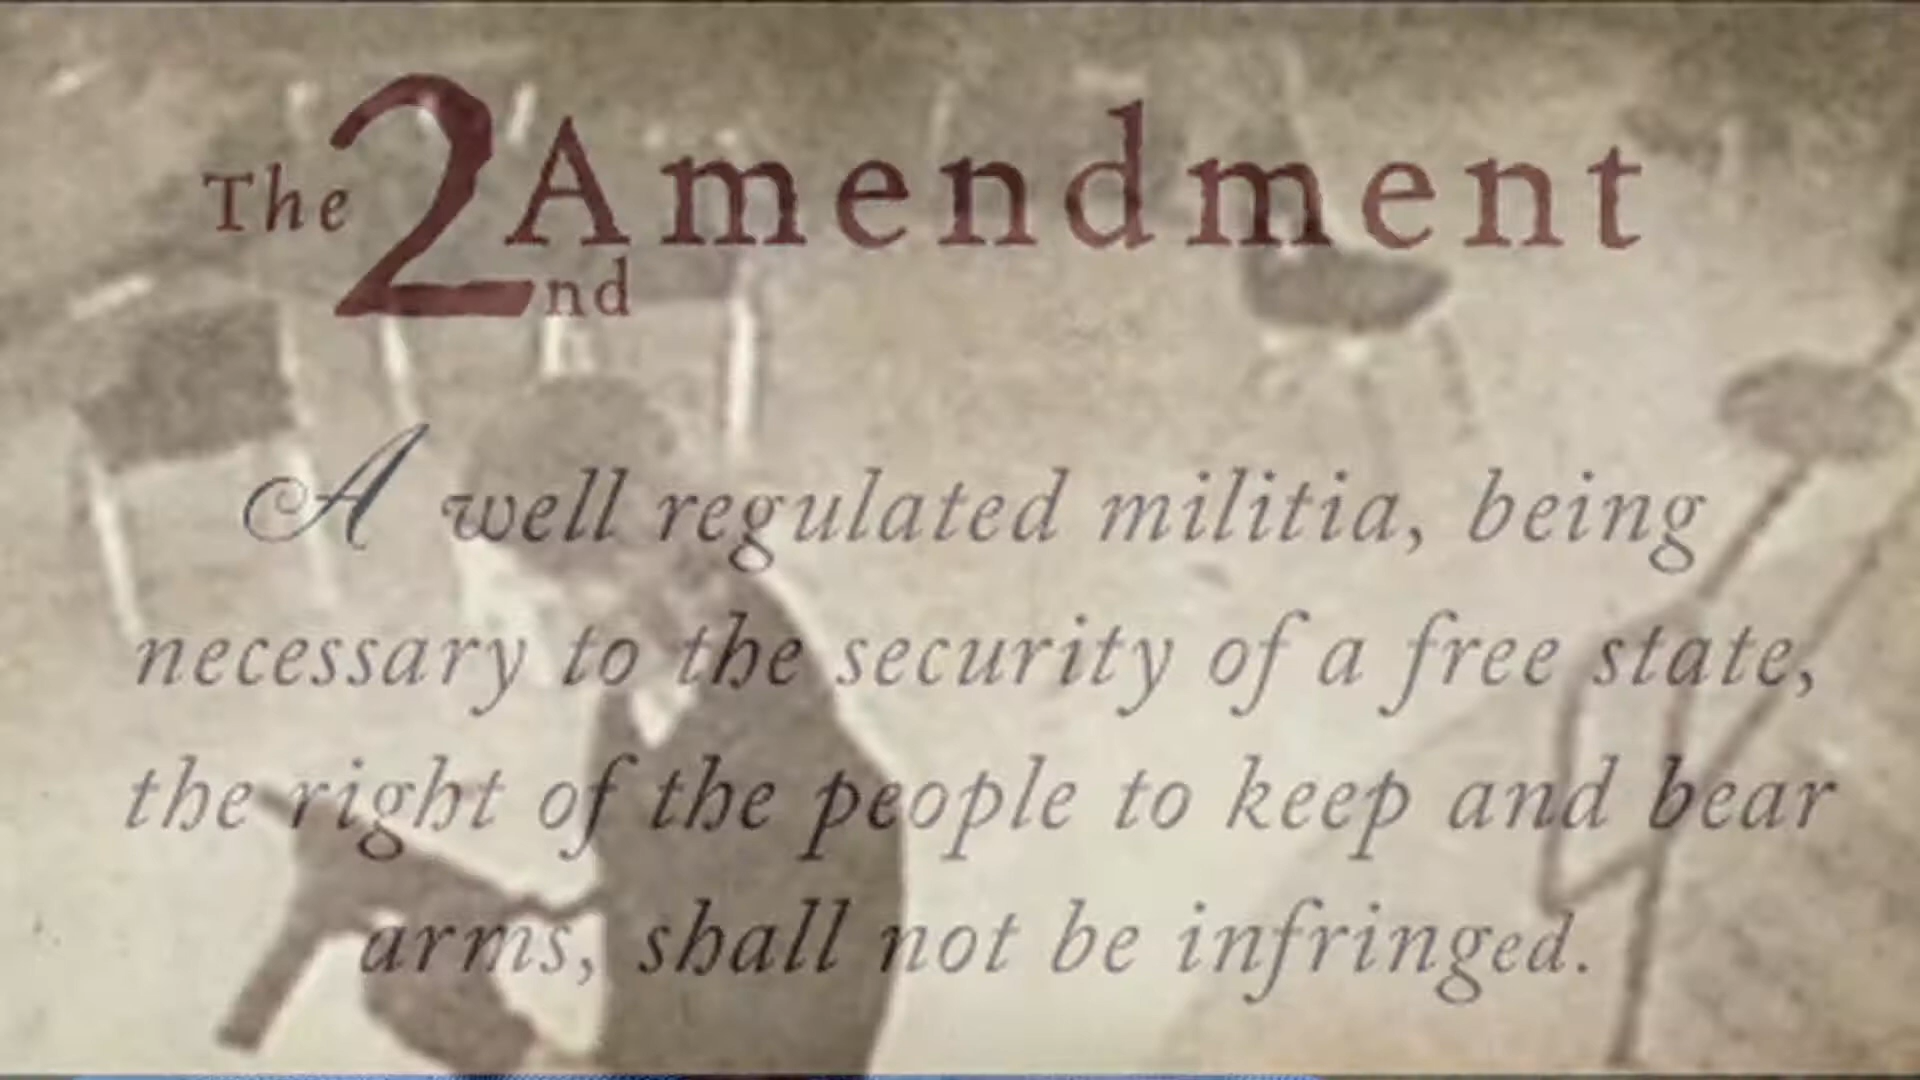 The 2nd Amendment
A well regulated militia, being
necessary to the security of a free state,
the right of the people to keep and bear
arms, shall not be infringed.